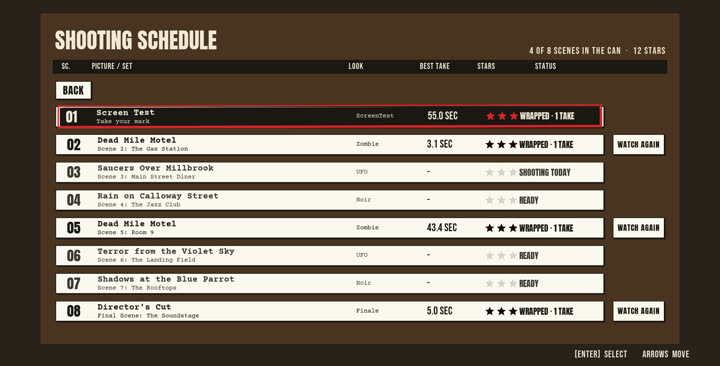 SHOOTING SCHEDULE
4 OF 8 SCENES IN THE CAN · 12 STARS
SC. PICTURE / SET LOOK BEST TAKE STARS STATUS
BACK
01 Screen Test ScreenTest 55.0 SEC ★ ★ ★ WRAPPED · 1 TAKE
Take your mark
02 Dead Mile Motel Zombie 3.1 SEC ★ ★ ★ WRAPPED · 1 TAKE WATCH AGAIN
Scene 2: The Gas Station
03 Saucers Over Millbrook UFO - ★ ★ ★ SHOOTING TODAY
Scene 3: Main Street Diner
04 Rain on Calloway Street Noir - ★ ★ ★ READY
Scene 4: The Jazz Club
05 Dead Mile Motel Zombie 43.4 SEC ★ ★ ★ WRAPPED · 1 TAKE WATCH AGAIN
Scene 5: Room 9
06 Terror from the Violet Sky UFO - ★ ★ ★ READY
Scene 6: The Landing Field
07 Shadows at the Blue Parrot Noir - ★ ★ ★ READY
Scene 7: The Rooftops
08 Director's Cut Finale 5.0 SEC ★ ★ ★ WRAPPED · 1 TAKE WATCH AGAIN
Final Scene: The Soundstage
[ENTER] SELECT ARROWS MOVE